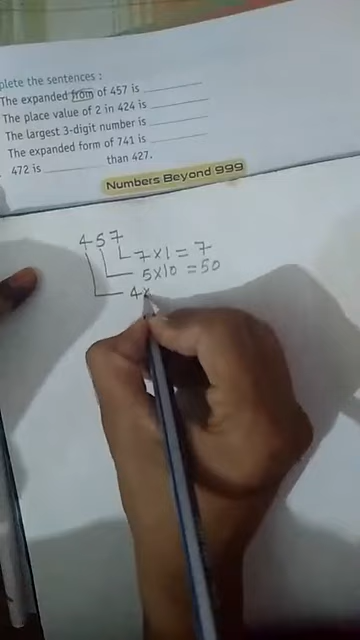 plete the sentences :
The expanded from of 457 is
The place value of 2 in 424 is
The largest 3-digit number is
The expanded form of 741 is
472 is than 427.
Numbers Beyond 999
457
7×1 = 7
5×10 = 50
4×